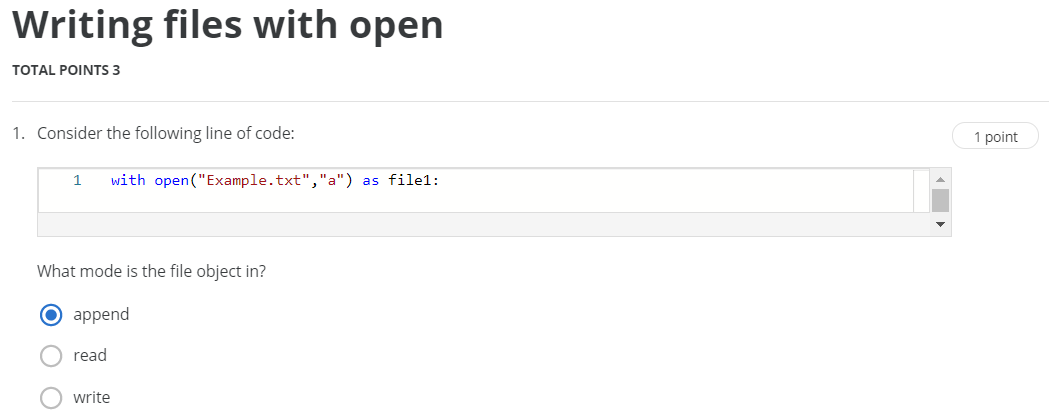 Writing files with open
TOTAL POINTS 3
1. Consider the following line of code:
1 point
1 with open("Example.txt","a") as file1:
What mode is the file object in?
append
read
write